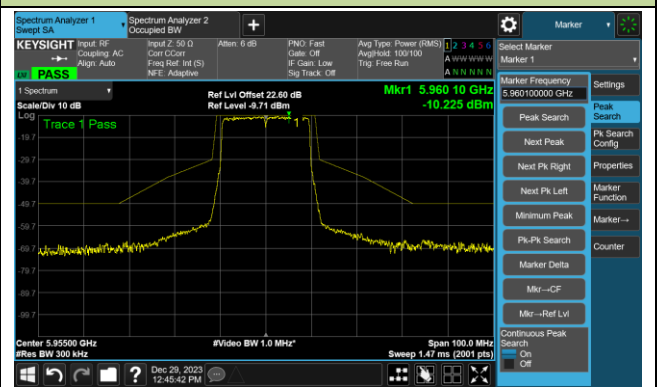 Spectrum Analyzer 1
Swept SA
Spectrum Analyzer 2
Occupied BW
Marker
KEYSIGHT
Input: RF
Coupling: AC
Align: Auto
Input Z: 50 Ω
Corr CCorr
Freq Ref: Int (S)
NFE: Adaptive
Atten: 6 dB
PNO: Fast
Gate: Off
IF Gain: Low
Sig Track: Off
Avg Type: Power (RMS)
Avg|Hold: 100/100
Trig: Free Run
1 2 3 4 5 6
A W W W W W
A N N N N N
PASS
Select Marker
Marker 1
1 Spectrum
Scale/Div 10 dB
Log
Ref Lvl Offset 22.60 dB
Ref Level -9.71 dBm
Mkr1 5.960 10 GHz
-10.225 dBm
Trace 1 Pass
1
-19.7
-29.7
-39.7
-49.7
-59.7
-69.7
-79.7
-89.7
-99.7
Center 5.95500 GHz
#Res BW 300 kHz
#Video BW 1.0 MHz*
Span 100.0 MHz
Sweep 1.47 ms (2001 pts)
Marker Frequency
5.960100000 GHz
Peak Search
Next Peak
Next Pk Right
Next Pk Left
Minimum Peak
Pk-Pk Search
Marker Delta
Mkr→CF
Mkr→Ref Lvl
Continuous Peak
Search
On
Off
Settings
Peak
Search
Pk Search
Config
Properties
Marker
Function
Marker→
Counter
?
Dec 29, 2023
12:45:42 PM